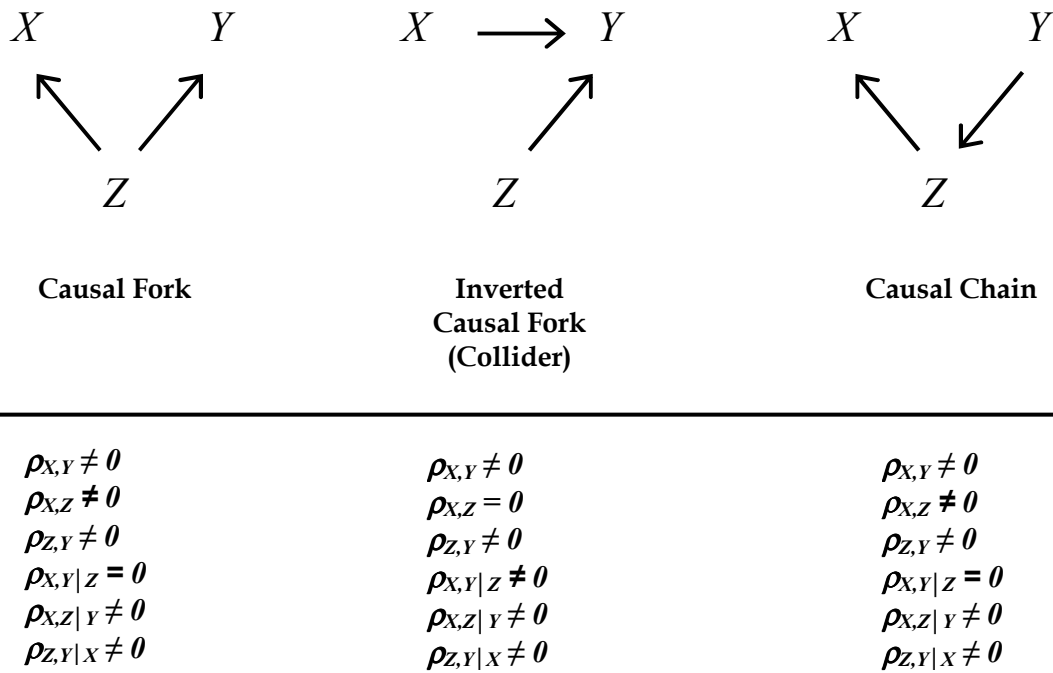 X Y
Z
Causal Fork
X Y
Z
Inverted
Causal Fork
(Collider)
X Y
Z
Causal Chain
ρX,Y ≠ 0
ρX,Z ≠ 0
ρZ,Y ≠ 0
ρX,Y|Z = 0
ρX,Z|Y ≠ 0
ρZ,Y|X ≠ 0
ρX,Y ≠ 0
ρX,Z = 0
ρZ,Y ≠ 0
ρX,Y|Z ≠ 0
ρX,Z|Y ≠ 0
ρZ,Y|X ≠ 0
ρX,Y ≠ 0
ρX,Z ≠ 0
ρZ,Y ≠ 0
ρX,Y|Z = 0
ρX,Z|Y ≠ 0
ρZ,Y|X ≠ 0